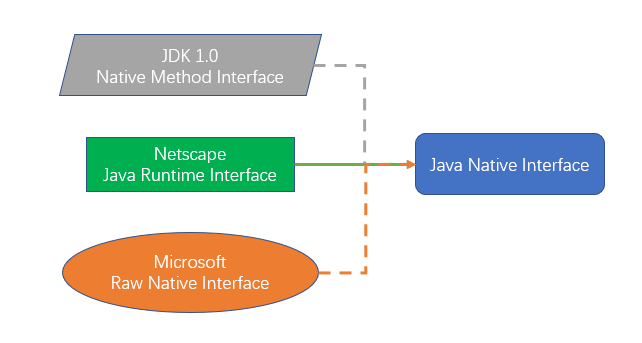 JDK 1.0
Native Method Interface
Netscape
Java Runtime Interface
Java Native Interface
Microsoft
Raw Native Interface